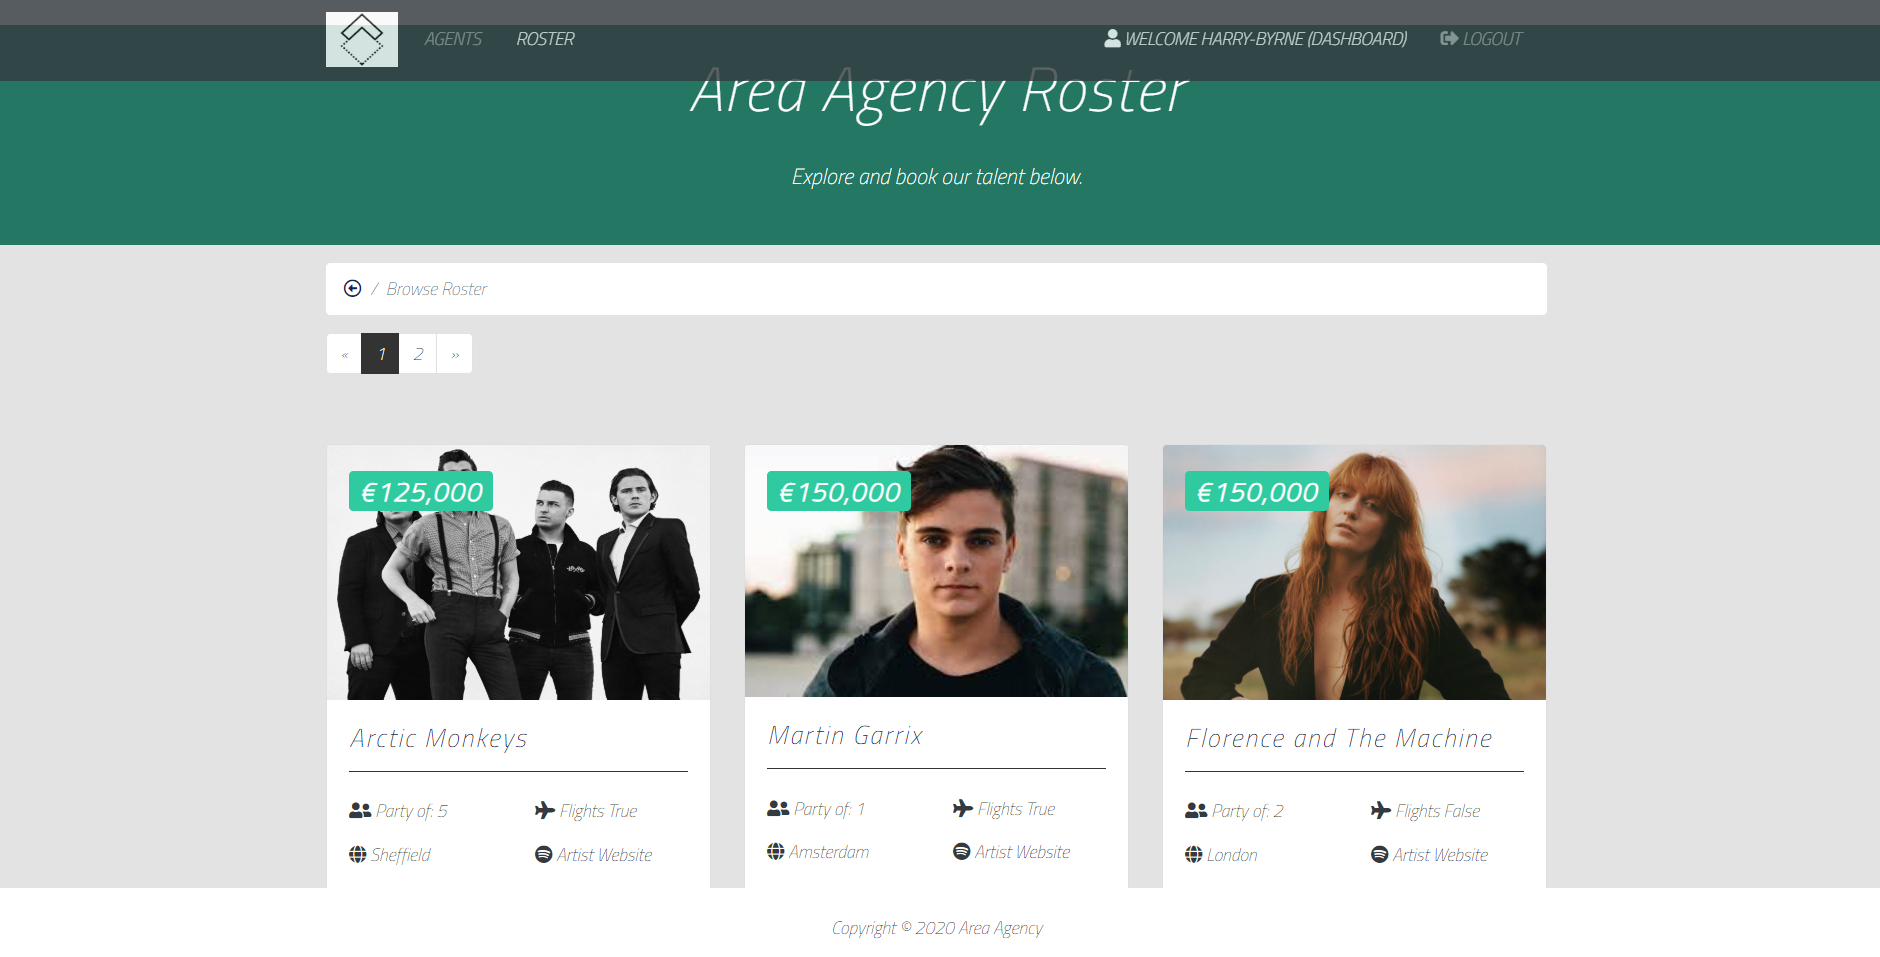 AGENTS ROSTER WELCOME HARRY-BYRNE (DASHBOARD) LOGOUT
Area Agency Roster
Explore and book our talent below.
/ Browse Roster
« 1 2 »
€125,000
Arctic Monkeys
Party of: 5 Flights True
Sheffield Artist Website
€150,000
Martin Garrix
Party of: 1 Flights True
Amsterdam Artist Website
€150,000
Florence and The Machine
Party of: 2 Flights False
London Artist Website
Copyright © 2020 Area Agency